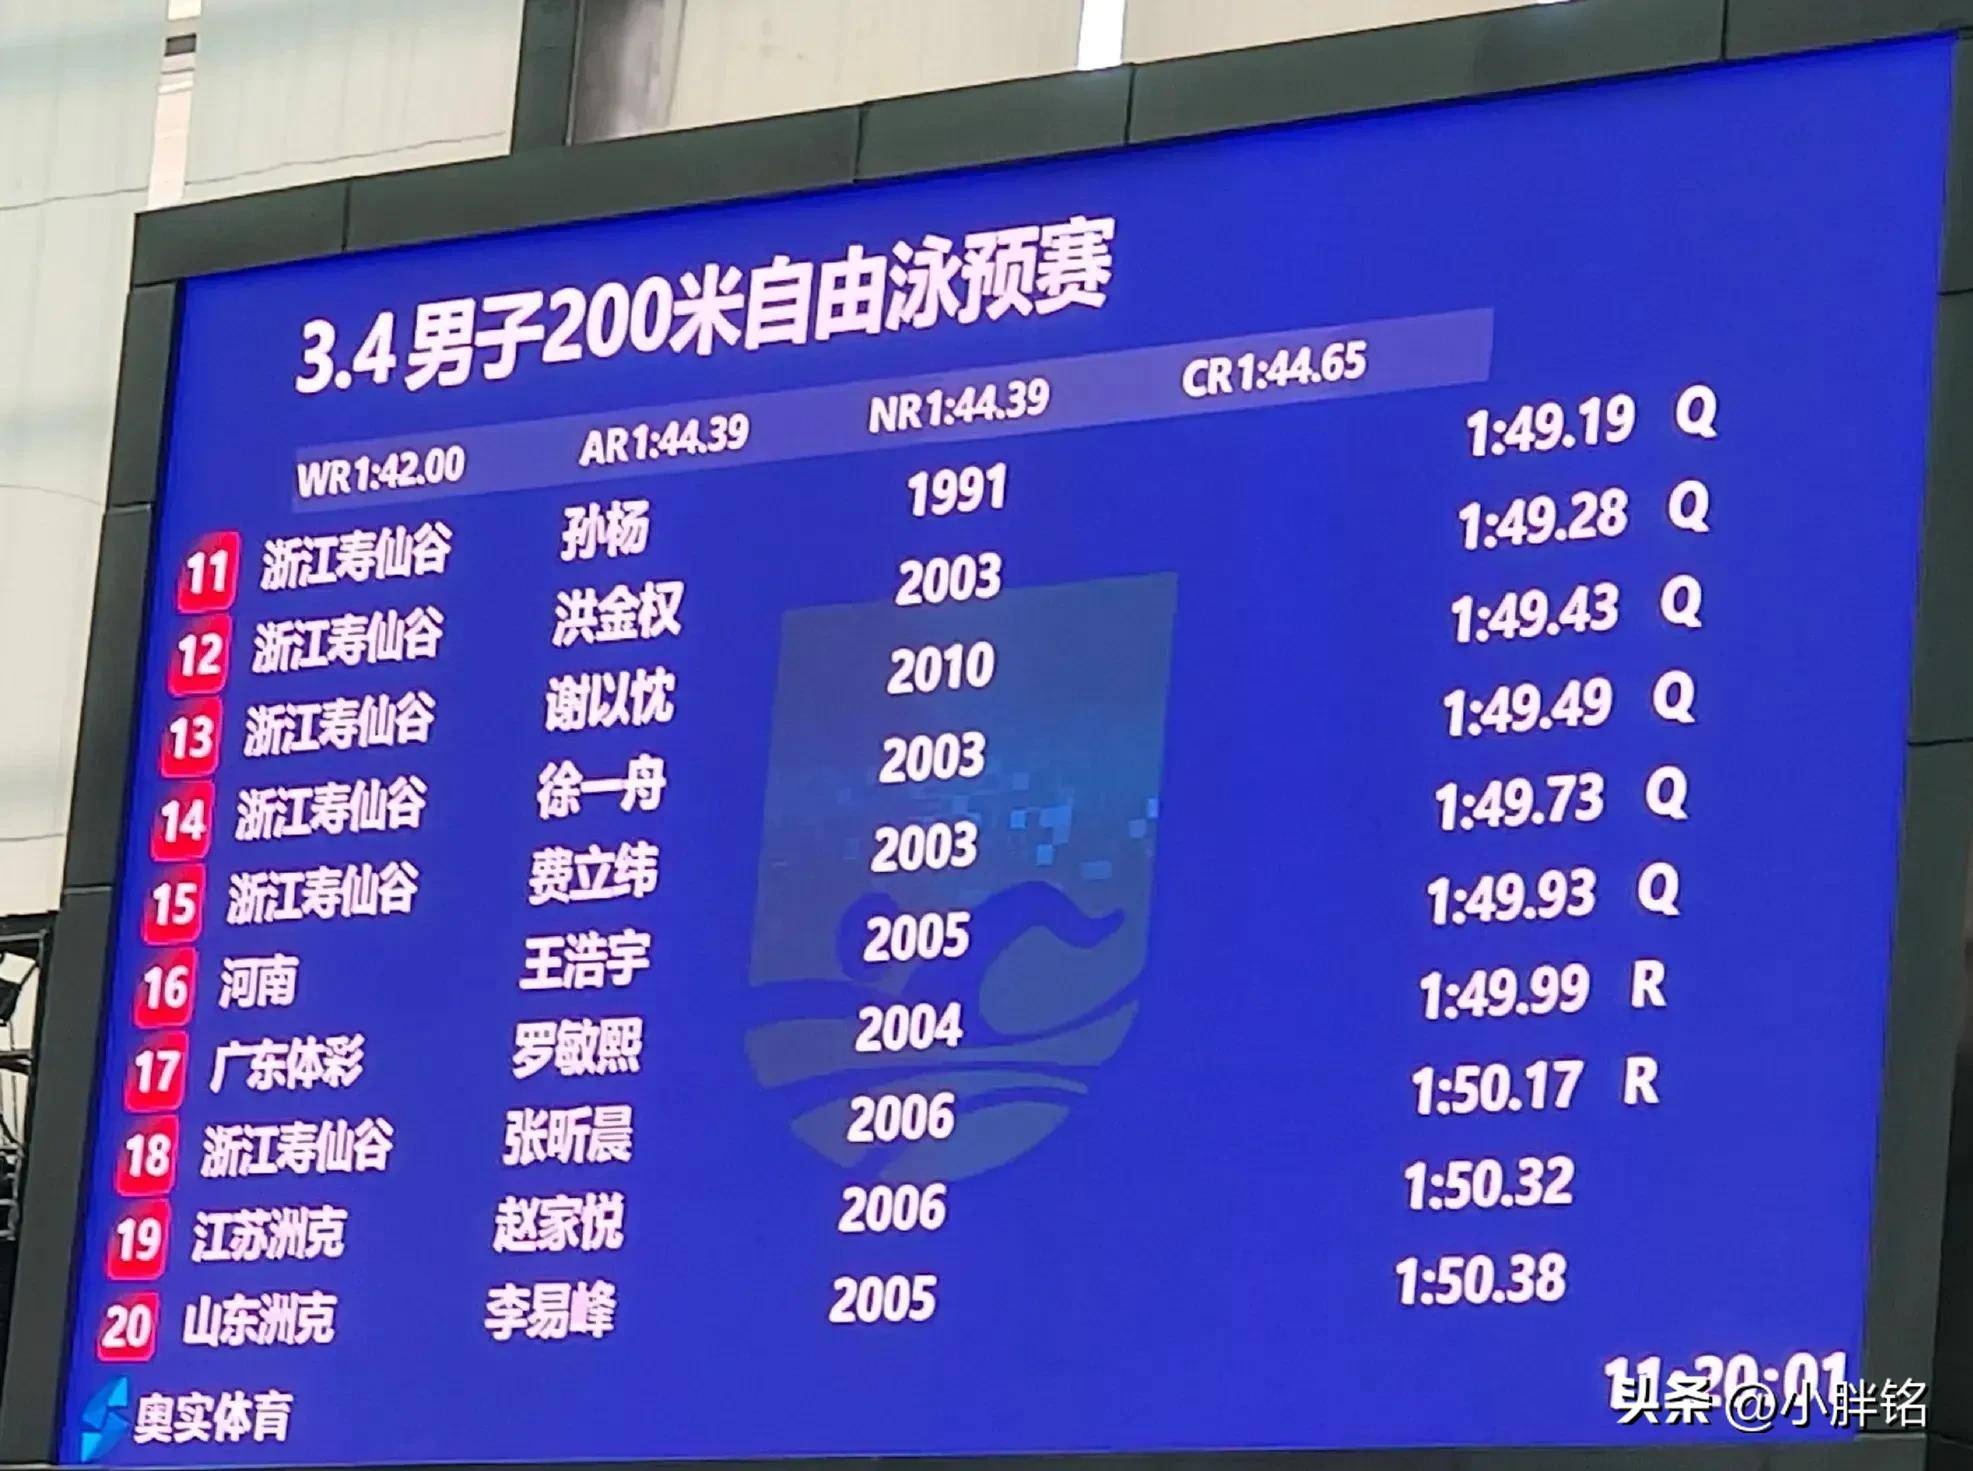 3.4 男子200米自由泳预赛
WR1:42.00 AR1:44.39 NR1:44.39 CR1:44.65
11 浙江寿仙谷 孙杨 1991 1:49.19 Q
12 浙江寿仙谷 洪金权 2003 1:49.28 Q
13 浙江寿仙谷 谢以忱 2010 1:49.43 Q
14 浙江寿仙谷 徐一舟 2003 1:49.49 Q
15 浙江寿仙谷 费立纬 2003 1:49.73 Q
16 河南 王浩宇 2005 1:49.93 Q
17 广东体彩 罗敏熙 2004 1:49.99 R
18 浙江寿仙谷 张昕晨 2006 1:50.17 R
19 江苏洲克 赵家悦 2006 1:50.32
20 山东洲克 李易峰 2005 1:50.38
奥实体育
11:20:01
头条 @小胖铭